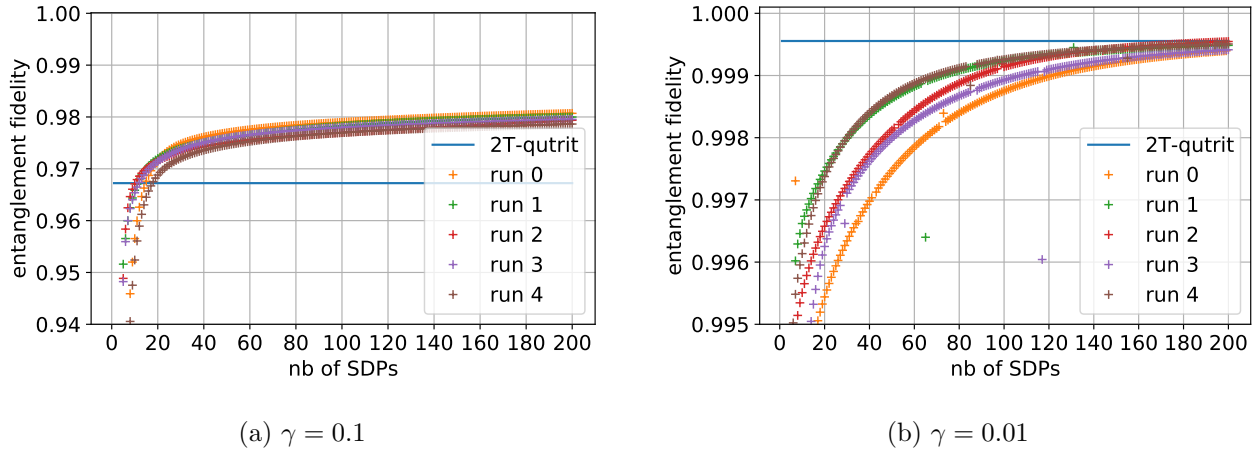 1.00
0.99
0.98
0.97
0.96
0.95
0.94
entanglement fidelity
0 20 40 60 80 100 120 140 160 180 200
nb of SDPs
2T-qutrit
run 0
run 1
run 2
run 3
run 4
(a) γ = 0.1
1.000
0.999
0.998
0.997
0.996
0.995
entanglement fidelity
0 20 40 60 80 100 120 140 160 180 200
nb of SDPs
2T-qutrit
run 0
run 1
run 2
run 3
run 4
(b) γ = 0.01